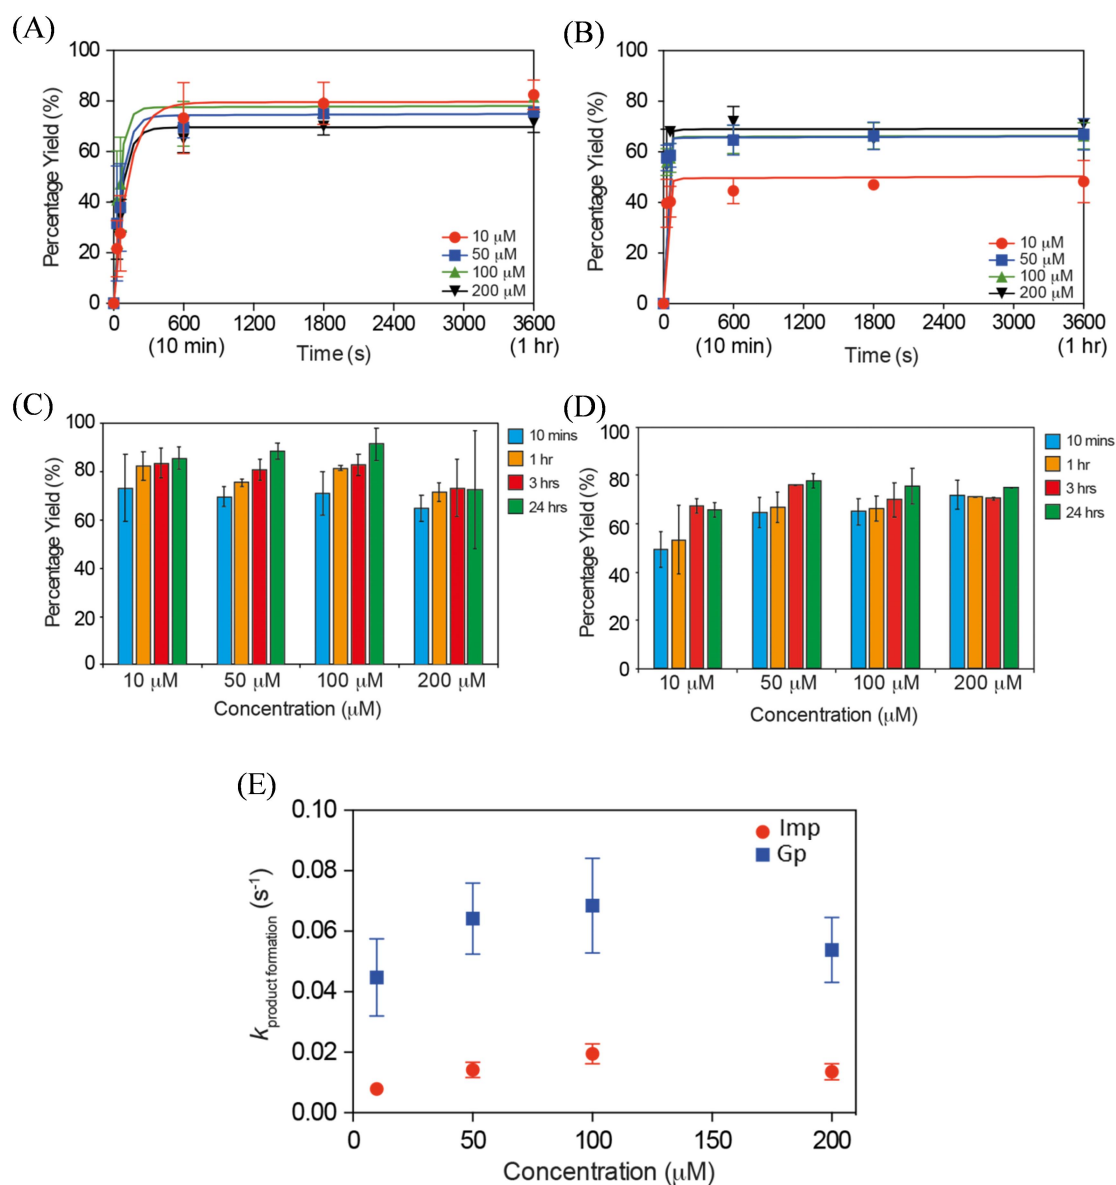 (A)
Percentage Yield (%)
100
80
60
40
20
0
10 μM
50 μM
100 μM
200 μM
0 600 1200 1800 2400 3000 3600
(10 min) Time (s) (1 hr)
(B)
Percentage Yield (%)
100
80
60
40
20
0
10 μM
50 μM
100 μM
200 μM
0 600 1200 1800 2400 3000 3600
(10 min) Time (s) (1 hr)
(C)
Percentage Yield (%)
100
80
60
40
20
0
10 mins
1 hr
3 hrs
24 hrs
10 μM 50 μM 100 μM 200 μM
Concentration (μM)
(D)
Percentage Yield (%)
100
80
60
40
20
0
10 mins
1 hr
3 hrs
24 hrs
10 μM 50 μM 100 μM 200 μM
Concentration (μM)
(E)
kproduct formation (s-1)
0.10
0.08
0.06
0.04
0.02
0.00
Imp
Gp
0 50 100 150 200
Concentration (μM)